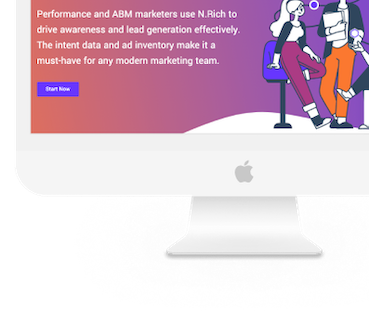 Performance and ABM marketers use N.Rich to
drive awareness and lead generation effectively.
The intent data and ad inventory make it a
must-have for any modern marketing team.
Start Now